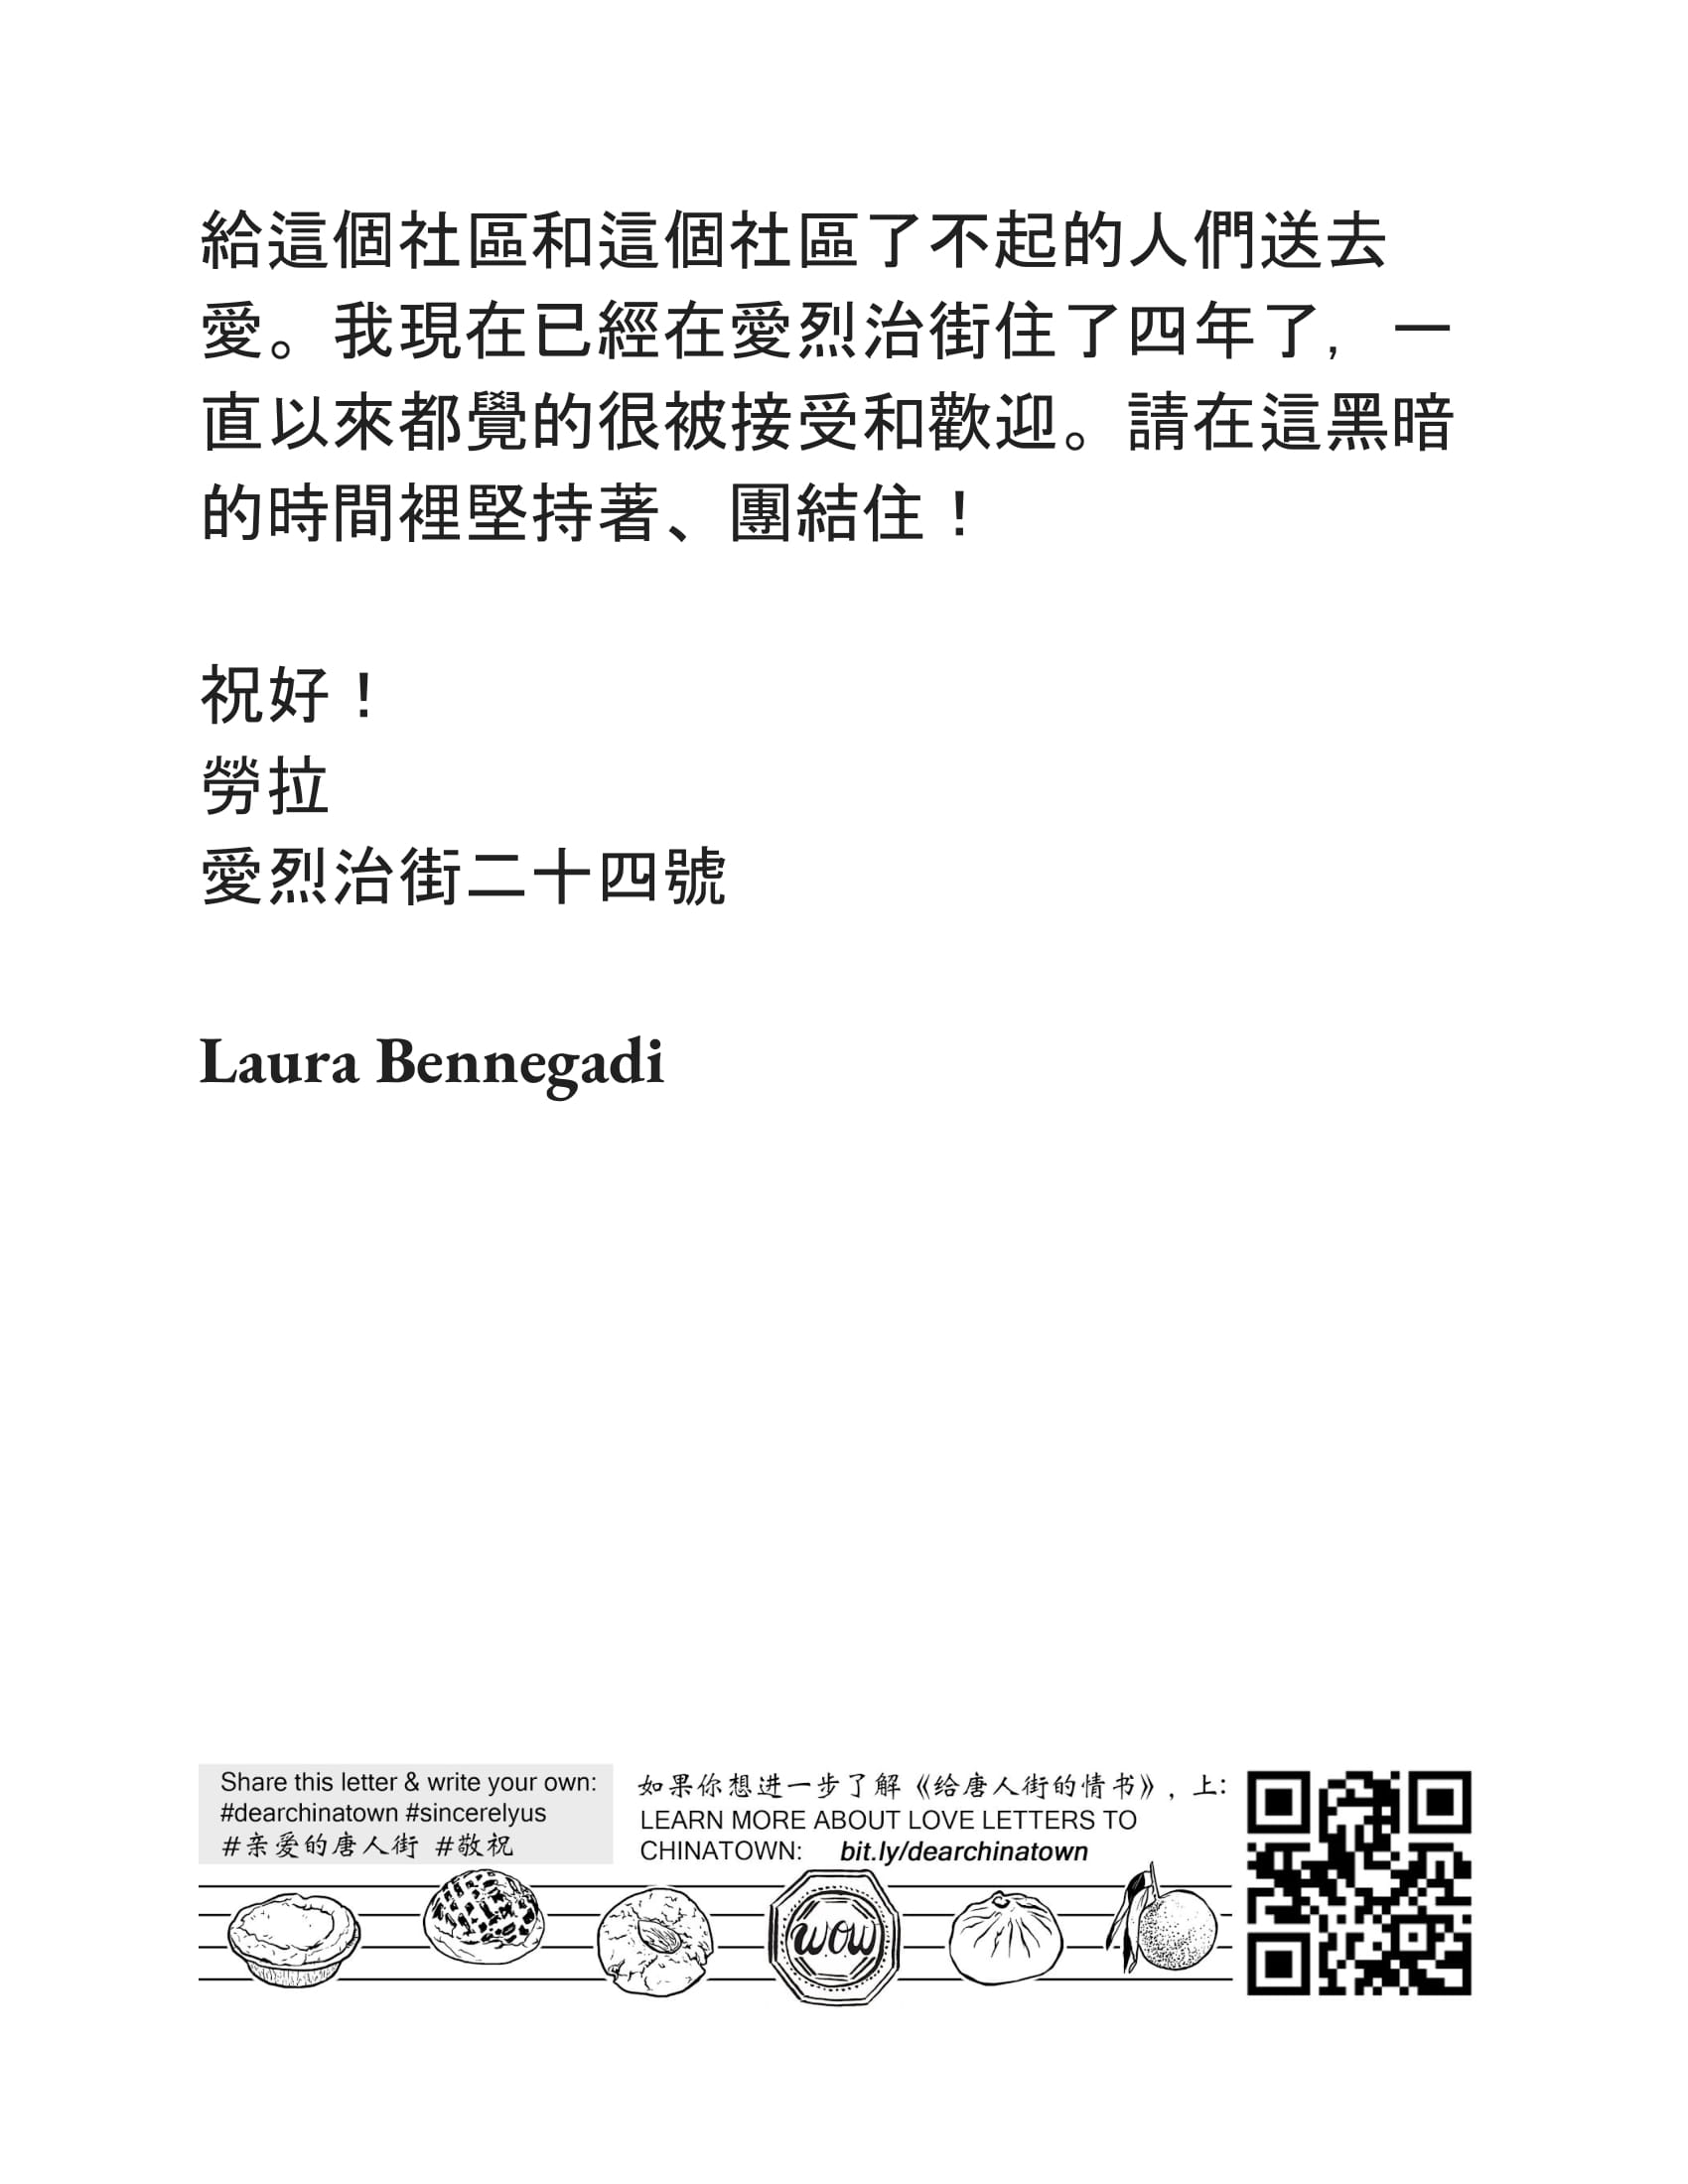 給這個社區和這個社區了不起的人們送去
愛。我現在已經在愛烈治街住了四年了，一
直以來都覺的很被接受和歡迎。請在這黑暗
的時間裡堅持著、團結住！
祝好！
勞拉
愛烈治街二十四號
Laura Bennegadi
Share this letter & write your own:
#dearchinatown #sincerelyus
#亲爱的唐人街 #敬祝
如果你想进一步了解《给唐人街的情书》，上:
LEARN MORE ABOUT LOVE LETTERS TO
CHINATOWN: bit.ly/dearchinatown
wow